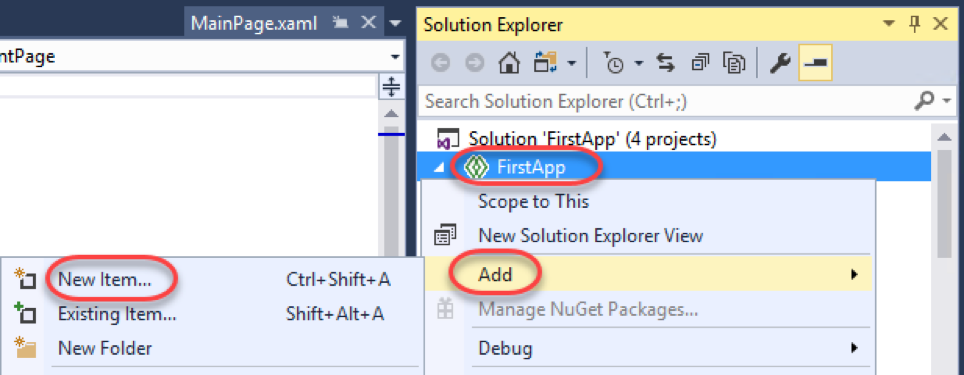 MainPage.xaml
ntPage
Solution Explorer
Search Solution Explorer (Ctrl+;)
Solution 'FirstApp' (4 projects)
FirstApp
Scope to This
New Solution Explorer View
Add
Manage NuGet Packages...
Debug
New Item... Ctrl+Shift+A
Existing Item... Shift+Alt+A
New Folder